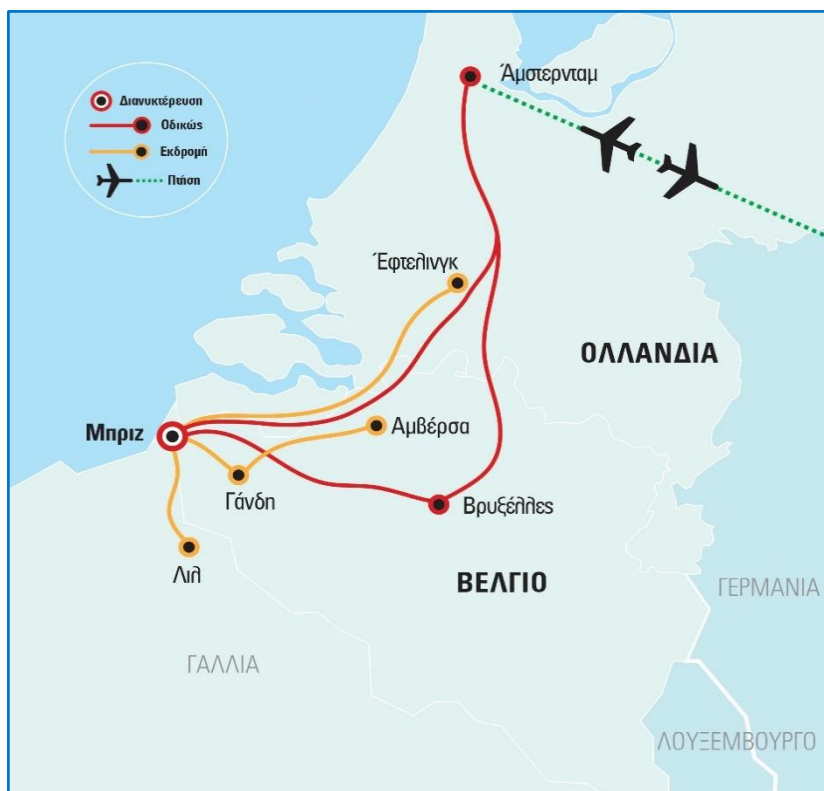 Άμστερνταμ
Διανυκτέρευση
Οδικώς
Εκδρομή
Πτήση
Έφτελινγκ
ΟΛΛΑΝΔΙΑ
Μπριζ
Αμβέρσα
Γάνδη
Βρυξέλλες
Λιλ
ΒΕΛΓΙΟ
ΓΕΡΜΑΝΙΑ
ΓΑΛΛΙΑ
ΛΟΥΞΕΜΒΟΥΡΓΟ